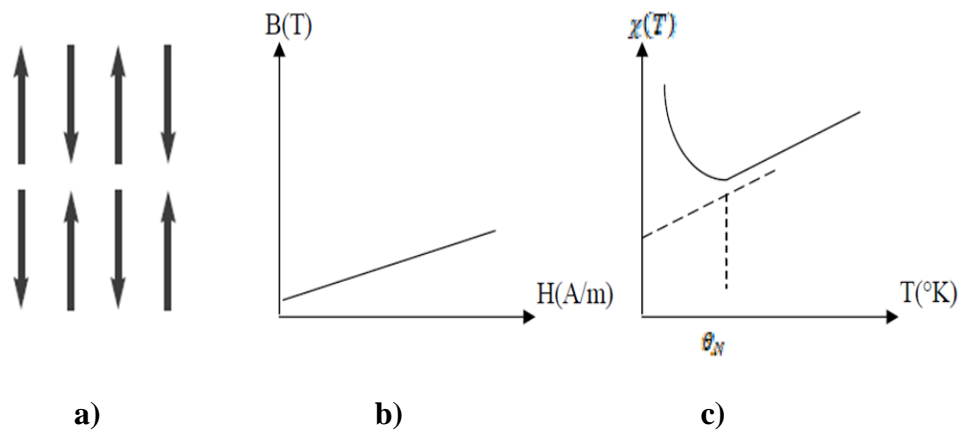 B(T)
H(A/m)
χ(T)
T(°K)
θN
a)
b)
c)